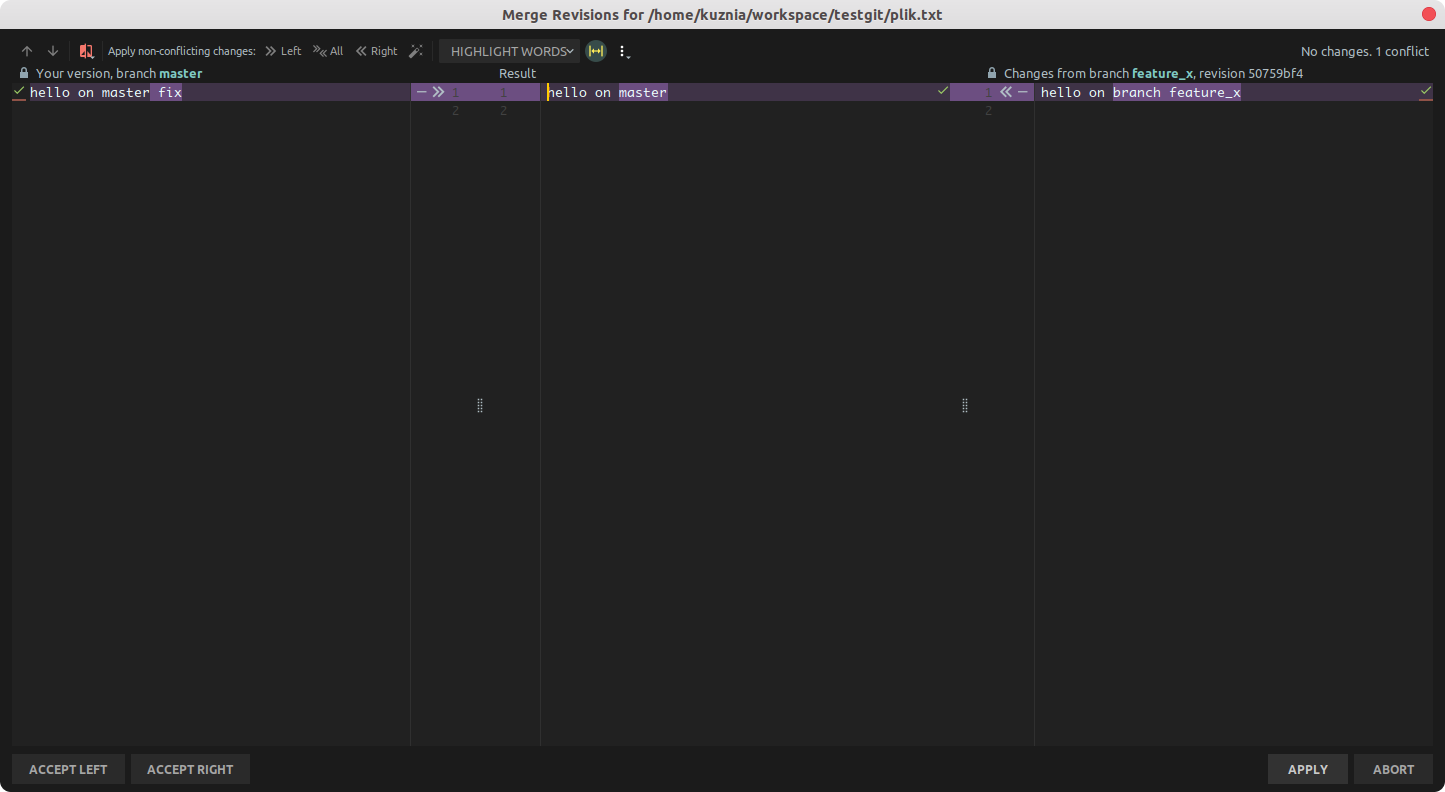 Merge Revisions for /home/kuznia/workspace/testgit/plik.txt
Apply non-conflicting changes: Left All Right HIGHLIGHT WORDS No changes. 1 conflict
Your version, branch master Result Changes from branch feature_x, revision 50759bf4
hello on master fix 1 1 hello on master 1 hello on branch feature_x
2 2 2
ACCEPT LEFT ACCEPT RIGHT APPLY ABORT